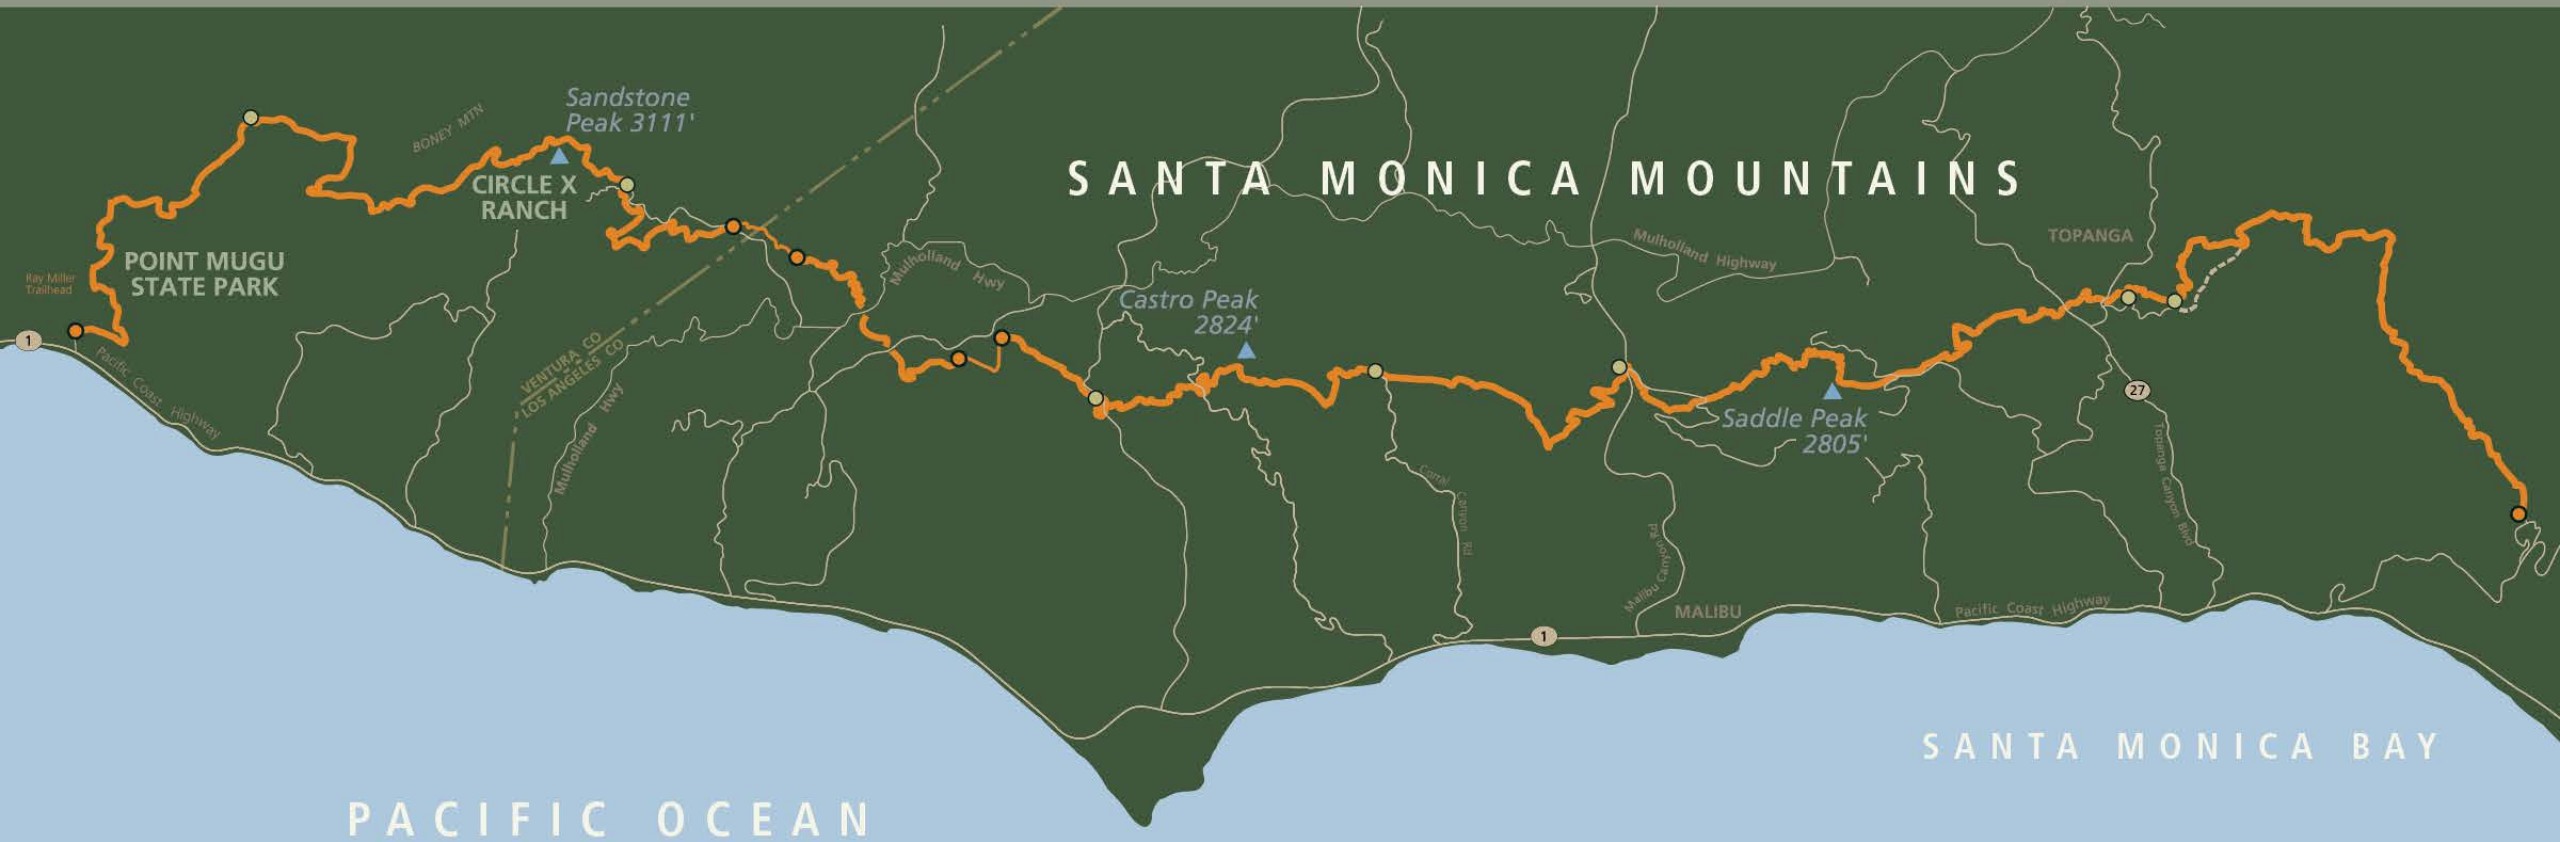 Sandstone
Peak 3111'
BONEY MTN
SANTA MONICA MOUNTAINS
CIRCLE X
RANCH
POINT MUGU
STATE PARK
Ray Miller
Trailhead
TOPANGA
Mulholland Highway
Mulholland Hwy
Castro Peak
2824'
1
Pacific Coast Highway
VENTURA CO
LOS ANGELES CO
Mulholland Hwy
27
Saddle Peak
2805'
Topanga Canyon Blvd
Corral Canyon Rd
Malibu Canyon Rd
MALIBU
Pacific Coast Highway
1
SANTA MONICA BAY
PACIFIC OCEAN